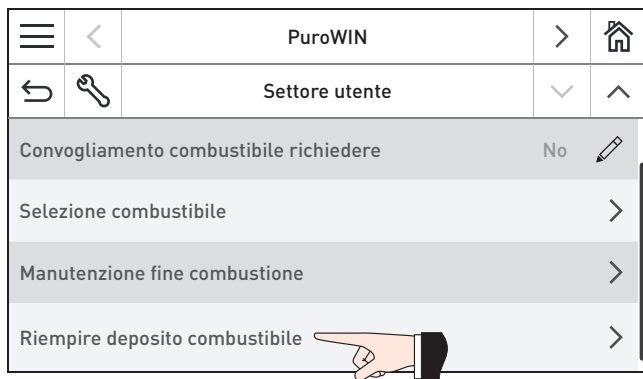 PuroWIN
Settore utente
Convogliamento combustibile richiedere No
Selezione combustibile
Manutenzione fine combustione
Riempire deposito combustibile